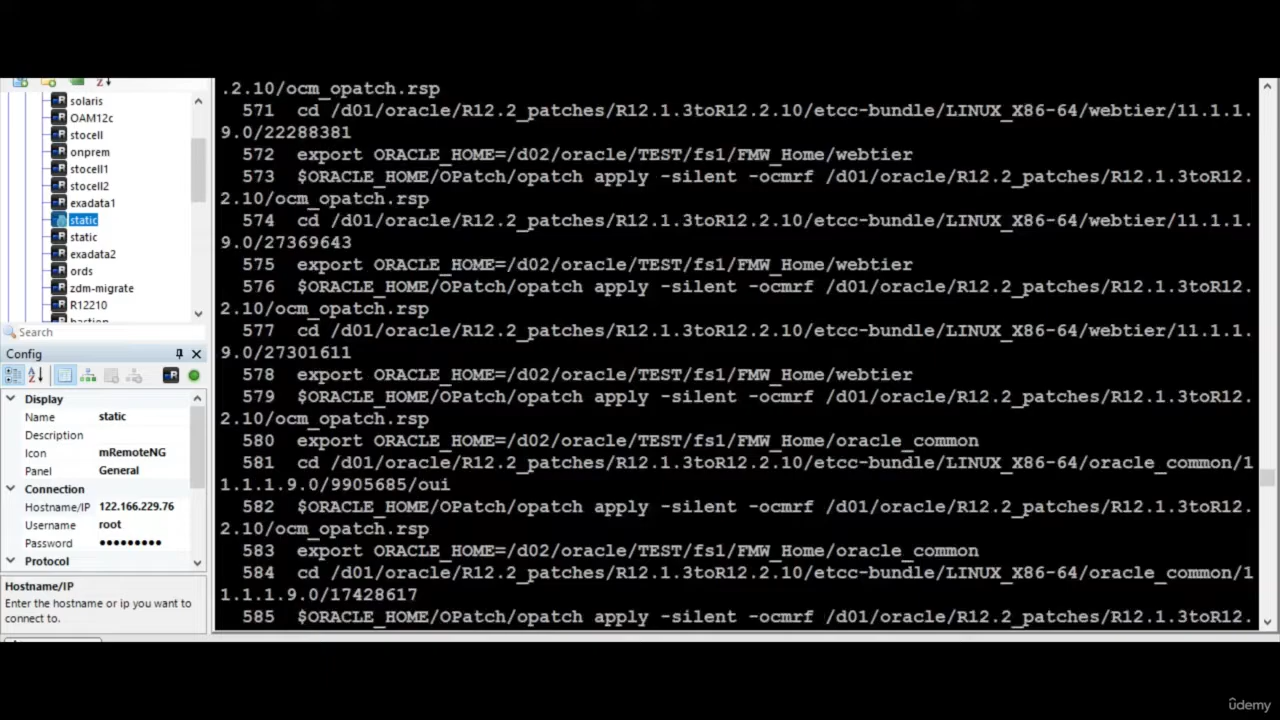 solaris
OAM12c
stocell
onprem
stocell1
stocell2
exadata1
static
static
exadata2
ords
zdm-migrate
R12210
bastion
Search
Config
Display
Name static
Description
Icon mRemoteNG
Panel General
Connection
Hostname/IP 122.166.229.76
Username root
Password ●●●●●●●●●
Protocol
Hostname/IP
Enter the hostname or ip you want to
connect to.
.2.10/ocm_opatch.rsp
571 cd /d01/oracle/R12.2_patches/R12.1.3toR12.2.10/etcc-bundle/LINUX_X86-64/webtier/11.1.1.
9.0/22288381
572 export ORACLE_HOME=/d02/oracle/TEST/fs1/FMW_Home/webtier
573 $ORACLE_HOME/OPatch/opatch apply -silent -ocmrf /d01/oracle/R12.2_patches/R12.1.3toR12.
2.10/ocm_opatch.rsp
574 cd /d01/oracle/R12.2_patches/R12.1.3toR12.2.10/etcc-bundle/LINUX_X86-64/webtier/11.1.1.
9.0/27369643
575 export ORACLE_HOME=/d02/oracle/TEST/fs1/FMW_Home/webtier
576 $ORACLE_HOME/OPatch/opatch apply -silent -ocmrf /d01/oracle/R12.2_patches/R12.1.3toR12.
2.10/ocm_opatch.rsp
577 cd /d01/oracle/R12.2_patches/R12.1.3toR12.2.10/etcc-bundle/LINUX_X86-64/webtier/11.1.1.
9.0/27301611
578 export ORACLE_HOME=/d02/oracle/TEST/fs1/FMW_Home/webtier
579 $ORACLE_HOME/OPatch/opatch apply -silent -ocmrf /d01/oracle/R12.2_patches/R12.1.3toR12.
2.10/ocm_opatch.rsp
580 export ORACLE_HOME=/d02/oracle/TEST/fs1/FMW_Home/oracle_common
581 cd /d01/oracle/R12.2_patches/R12.1.3toR12.2.10/etcc-bundle/LINUX_X86-64/oracle_common/1
1.1.1.9.0/9905685/oui
582 $ORACLE_HOME/OPatch/opatch apply -silent -ocmrf /d01/oracle/R12.2_patches/R12.1.3toR12.
2.10/ocm_opatch.rsp
583 export ORACLE_HOME=/d02/oracle/TEST/fs1/FMW_Home/oracle_common
584 cd /d01/oracle/R12.2_patches/R12.1.3toR12.2.10/etcc-bundle/LINUX_X86-64/oracle_common/1
1.1.1.9.0/17428617
585 $ORACLE_HOME/OPatch/opatch apply -silent -ocmrf /d01/oracle/R12.2_patches/R12.1.3toR12.
ûdemy